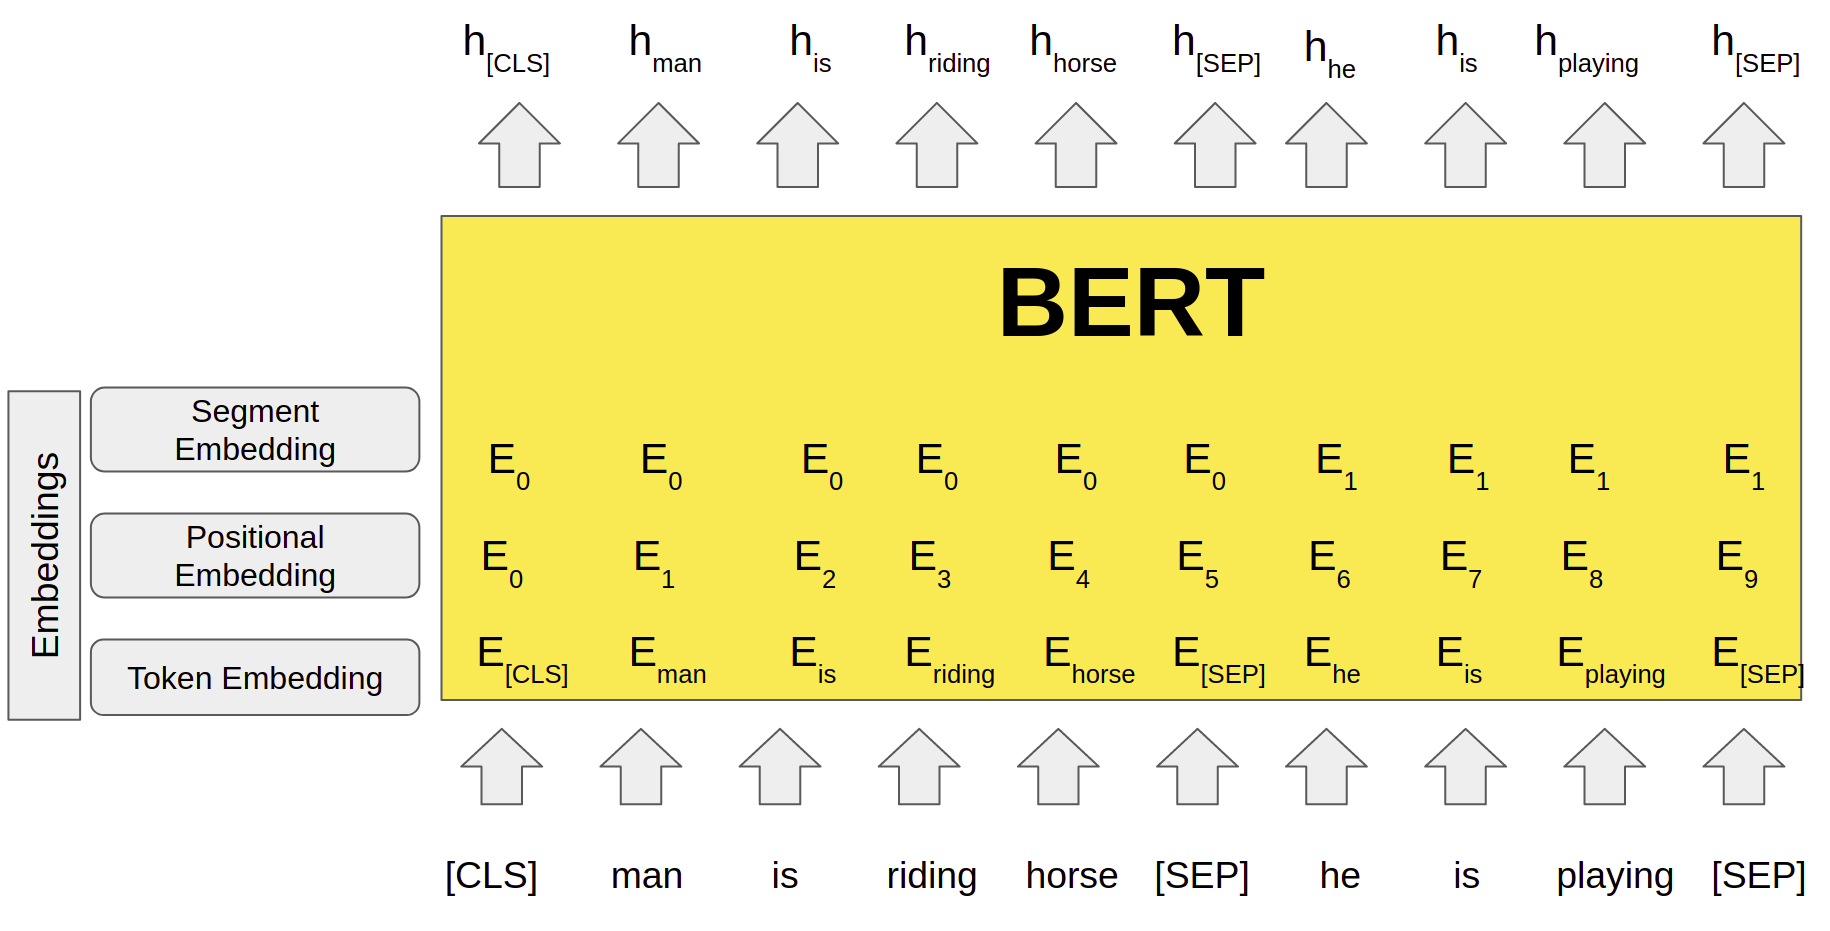 h[CLS] hman his hriding hhorse h[SEP] hhe his hplaying h[SEP]
BERT
Embeddings
Segment
Embedding
E0 E0 E0 E0 E0 E0 E1 E1 E1 E1
Positional
Embedding
E0 E1 E2 E3 E4 E5 E6 E7 E8 E9
Token Embedding
E[CLS] Eman Eis Eriding Ehorse E[SEP] Ehe Eis Eplaying E[SEP]
[CLS] man is riding horse [SEP] he is playing [SEP]